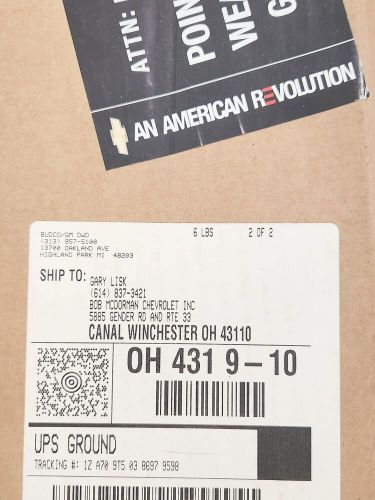 ATTN:
POIN
WE
G
AN AMERICAN REVOLUTION
BUDCO/GM DWD 6 LBS 2 OF 2
(313) 957-5100
13700 OAKLAND AVE
HIGHLAND PARK MI 48203
SHIP TO: GARY LISK
(614) 837-3421
BOB MCDORMAN CHEVROLET INC
5885 GENDER RD AND RTE 33
CANAL WINCHESTER OH 43110
OH 431 9-10
UPS GROUND
TRACKING #: 1Z A70 975 03 8697 9598